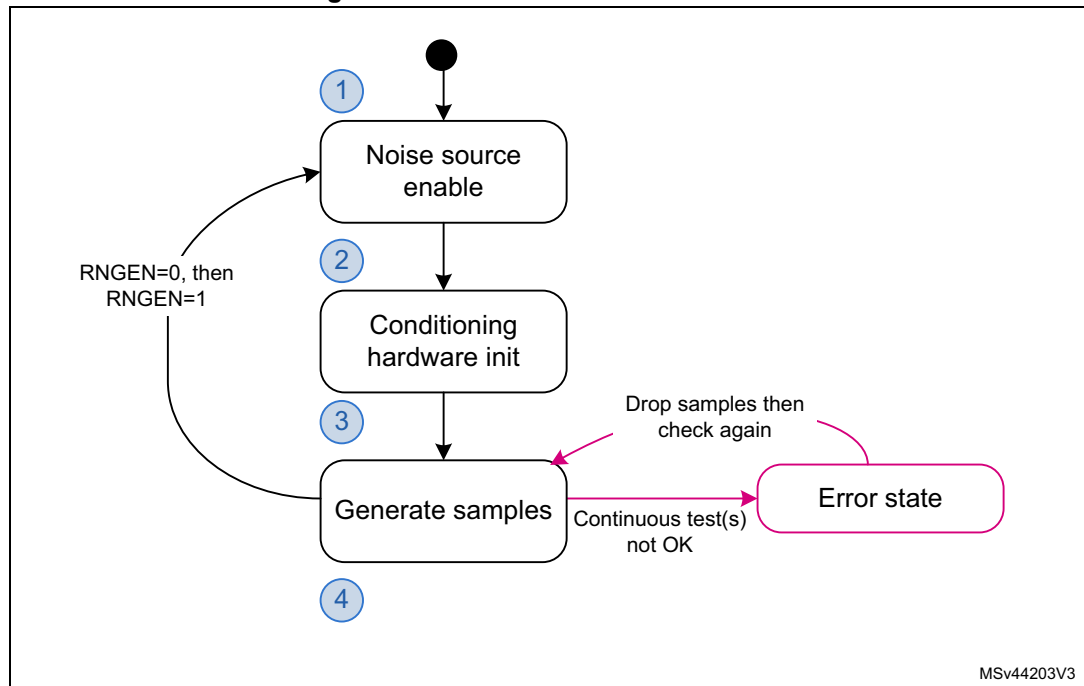 1
Noise source
enable
2
RNGEN=0, then
RNGEN=1
Conditioning
hardware init
3
Drop samples then
check again
Generate samples
Continuous test(s)
not OK
Error state
4
MSv44203V3